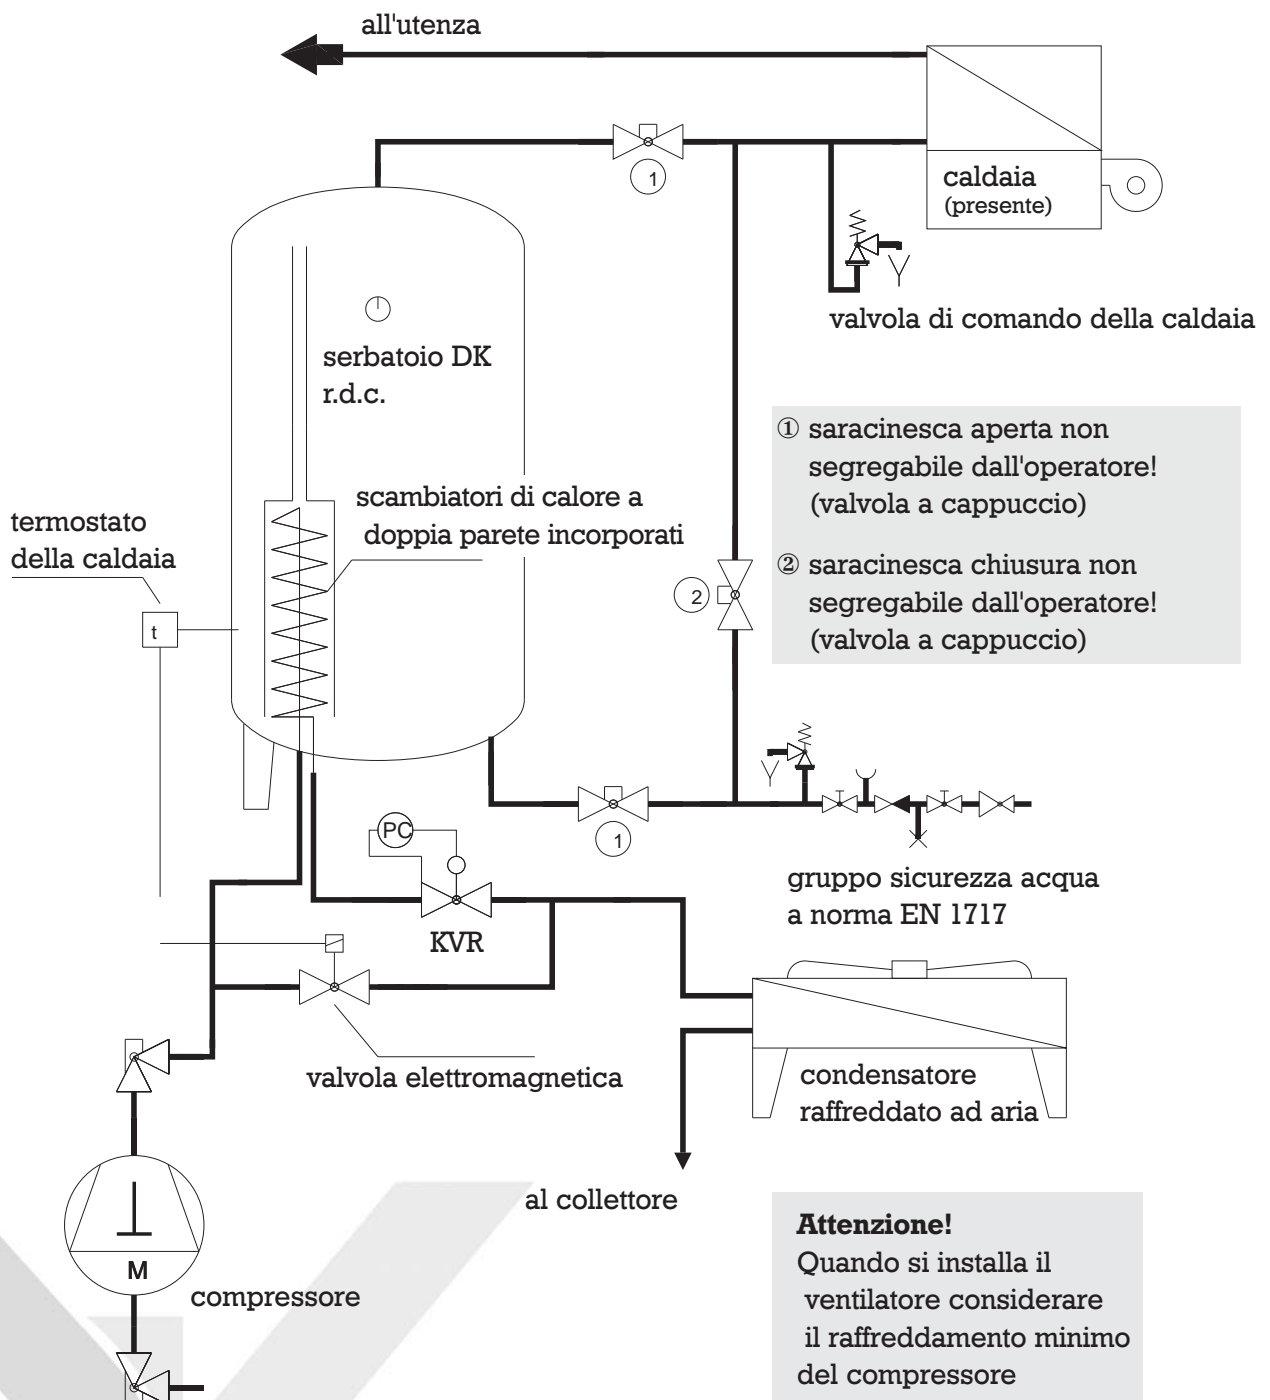 all'utenza
1
caldaia
(presente)
valvola di comando della caldaia
serbatoio DK
r.d.c.
① saracinesca aperta non
segregabile dall'operatore!
(valvola a cappuccio)
scambiatori di calore a
doppia parete incorporati
termostato
della caldaia
② saracinesca chiusura non
segregabile dall'operatore!
(valvola a cappuccio)
2
t
PC
1
gruppo sicurezza acqua
a norma EN 1717
KVR
valvola elettromagnetica
condensatore
raffreddato ad aria
al collettore
M
compressore
Attenzione!
Quando si installa il
ventilatore considerare
il raffreddamento minimo
del compressore